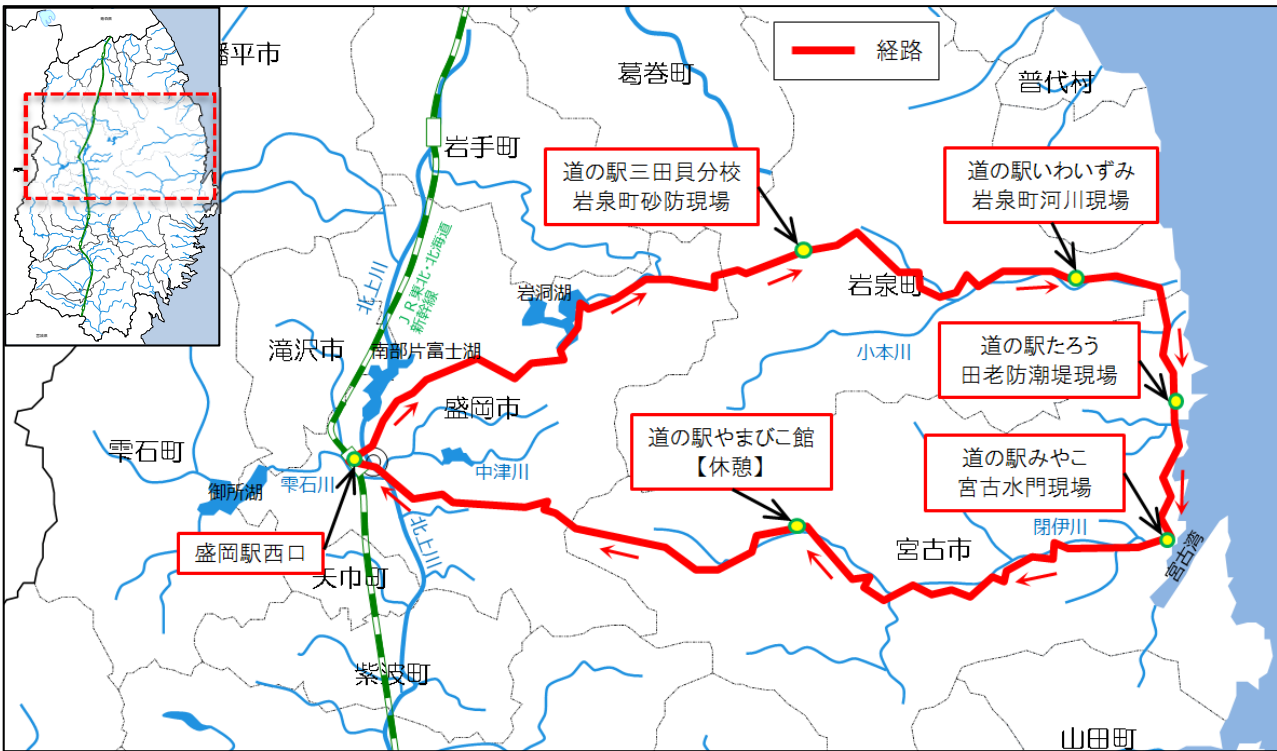 経路
幡平市
葛巻町
普代村
岩手町
道の駅三田貝分校
岩泉町砂防現場
道の駅いわいずみ
岩泉町河川現場
北上川
JR東北・北海道
新幹線
岩洞湖
岩泉町
滝沢市
南部片富士湖
小本川
道の駅たろう
田老防潮堤現場
盛岡市
道の駅やまびこ館
【休憩】
雫石町
中津川
道の駅みやこ
宮古水門現場
御所湖
雫石川
北上川
閉伊川
宮古市
盛岡駅西口
宮古湾
矢巾町
紫波町
山田町